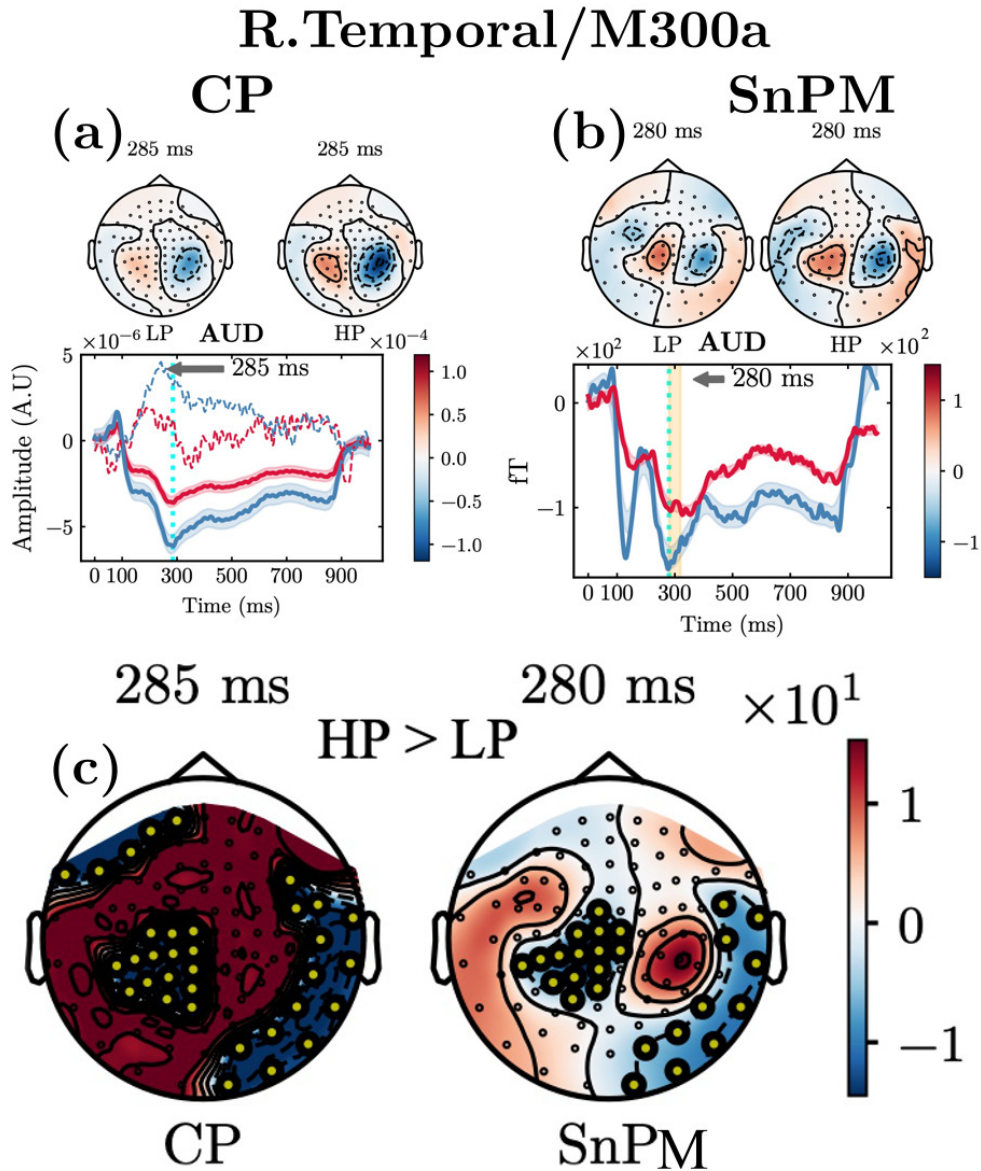 R.Temporal/M300a
CP
SnPM
(a)
285 ms
285 ms
(b)
280 ms
280 ms
×10⁻⁶
LP
AUD
HP
×10⁻⁴
5
0
−5
Amplitude (A.U)
285 ms
1.0
0.5
0.0
−0.5
−1.0
0 100 300 500 700 900
Time (ms)
×10²
LP
AUD
HP
×10²
0
−1
fT
280 ms
1
0
−1
0 100 300 500 700 900
Time (ms)
285 ms
280 ms
×10¹
(c)
HP > LP
1
0
−1
CP
SnPM